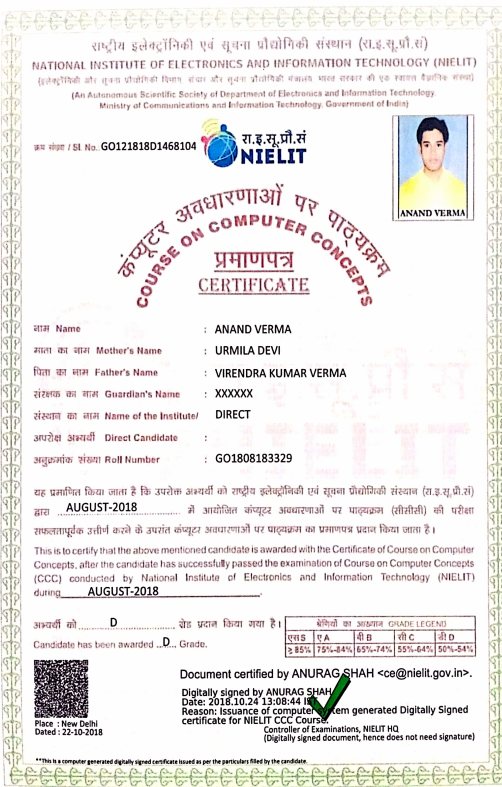 राष्ट्रीय इलेक्ट्रॉनिकी एवं सूचना प्रौद्योगिकी संस्थान (रा.इ.सू.प्रौ.सं)
NATIONAL INSTITUTE OF ELECTRONICS AND INFORMATION TECHNOLOGY (NIELIT)
(इलेक्ट्रॉनिकी और सूचना प्रौद्योगिकी विभाग संचार और सूचना प्रौद्योगिकी मंत्रालय भारत सरकार की एक स्वायत्त वैज्ञानिक संस्था)
(An Autonomous Scientific Society of Department of Electronics and Information Technology,
Ministry of Communications and Information Technology, Government of India)
क्रम संख्या / Sl. No. GO121818D1468104
रा.इ.सू.प्रौ.सं
NIELIT
ANAND VERMA
कंप्यूटर अवधारणाओं पर पाठ्यक्रम
COURSE ON COMPUTER CONCEPTS
प्रमाणपत्र
CERTIFICATE
नाम Name : ANAND VERMA
माता का नाम Mother's Name : URMILA DEVI
पिता का नाम Father's Name : VIRENDRA KUMAR VERMA
संरक्षक का नाम Guardian's Name : XXXXXX
संस्थान का नाम Name of the Institute/ : DIRECT
अपरोक्ष अभ्यर्थी Direct Candidate :
अनुक्रमांक संख्या Roll Number : GO1808183329
यह प्रमाणित किया जाता है कि उपरोक्त अभ्यर्थी को राष्ट्रीय इलेक्ट्रॉनिकी एवं सूचना प्रौद्योगिकी संस्थान (रा.इ.सू.प्रौ.सं)
द्वारा AUGUST-2018 में आयोजित कंप्यूटर अवधारणाओं पर पाठ्यक्रम (सीसीसी) की परीक्षा
सफलतापूर्वक उत्तीर्ण करने के उपरांत कंप्यूटर अवधारणाओं पर पाठ्यक्रम का प्रमाणपत्र प्रदान किया जाता है।
This is to certify that the above mentioned candidate is awarded with the Certificate of Course on Computer
Concepts, after the candidate has successfully passed the examination of Course on Computer Concepts
(CCC) conducted by National Institute of Electronics and Information Technology (NIELIT)
during AUGUST-2018.
अभ्यर्थी को D ग्रेड प्रदान किया गया है।
Candidate has been awarded ...D... Grade.
श्रेणियों का आख्यान GRADE LEGEND
एस S ए A बी B सी C डी D
≥ 85% 75%-84% 65%-74% 55%-64% 50%-54%
Document certified by ANURAG SHAH <ce@nielit.gov.in>.
Digitally signed by ANURAG SHAH
Date: 2018.10.24 13:08:44 IST
Reason: Issuance of computer system generated Digitally Signed
certificate for NIELIT CCC Course.
Controller of Examinations, NIELIT HQ
(Digitally signed document, hence does not need signature)
Place : New Delhi
Dated : 22-10-2018
**This is a computer generated digitally signed certificate issued as per the particulars filled by the candidate.